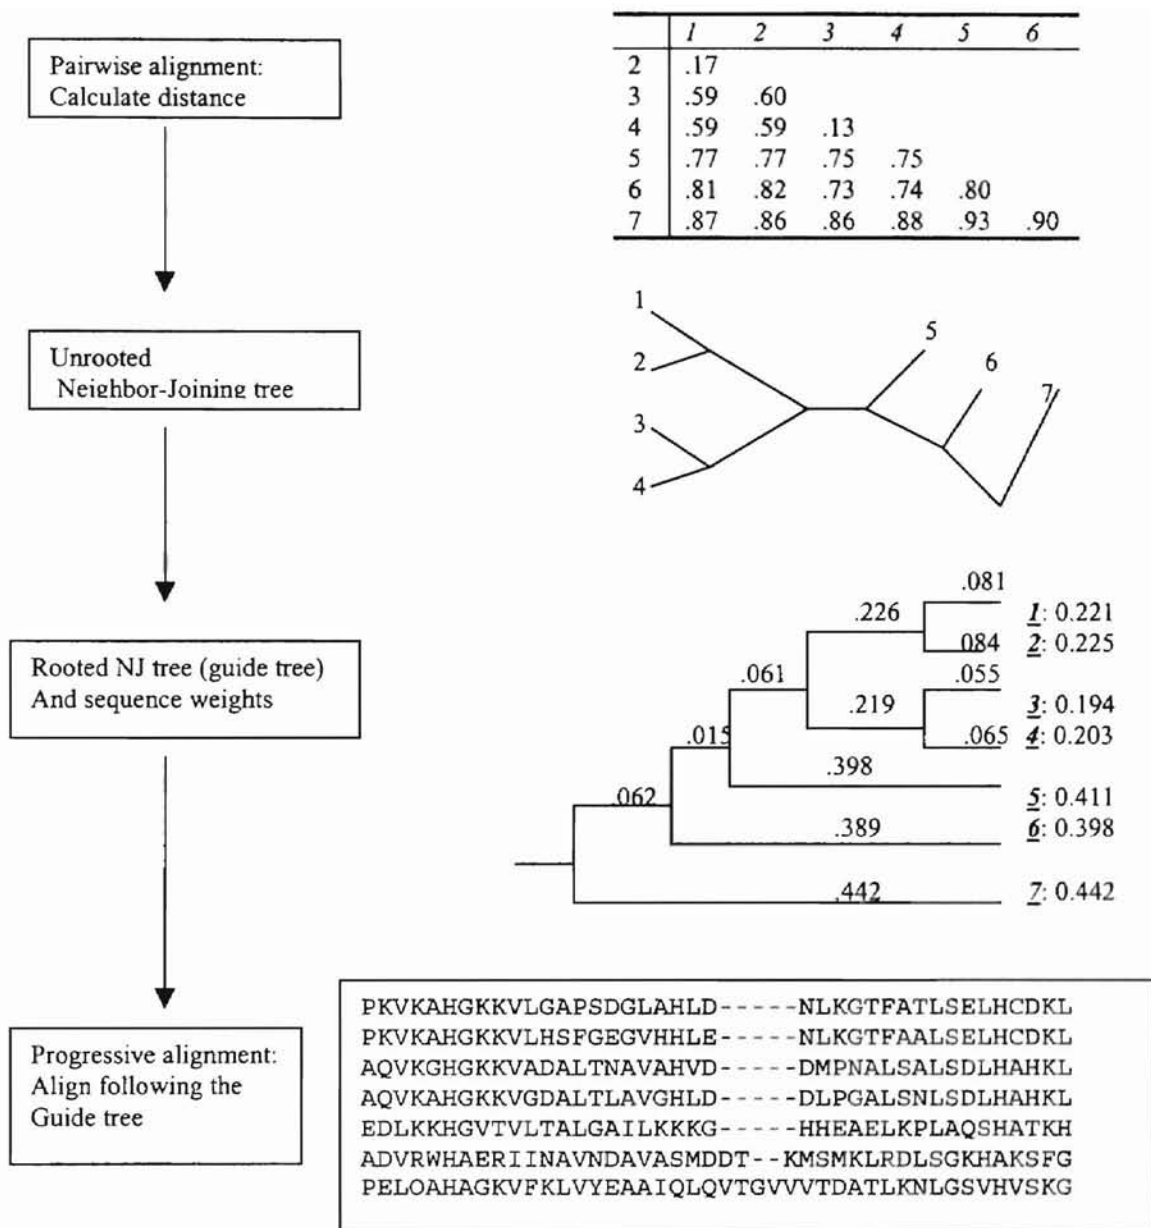 Pairwise alignment:
Calculate distance
1 2 3 4 5 6
2 .17
3 .59 .60
4 .59 .59 .13
5 .77 .77 .75 .75
6 .81 .82 .73 .74 .80
7 .87 .86 .86 .88 .93 .90
Unrooted
Neighbor-Joining tree
1
2
3
4
5
6
7
Rooted NJ tree (guide tree)
And sequence weights
.081
.226
1: 0.221
.084
2: 0.225
.061
.055
.219
3: 0.194
.015
.065
4: 0.203
.398
.062
5: 0.411
.389
6: 0.398
.442
7: 0.442
Progressive alignment:
Align following the
Guide tree
PKVKAHGKKVLGAPSDGLAHLD-----NLKGTFATLSELHCDKL
PKVKAHGKKVLHSFGEGVHHLE-----NLKGTFAALSELHCDKL
AQVKGHGKKVADALTNAVAHVD-----DMPNALSALSDLHAHKL
AQVKAHGKKVGDALTLAVGHLD-----DLPGALSNLSDLHAHKL
EDLKKHGVTVLTALGAILKKKG-----HHEAELKPLAQSHATKH
ADVRWHAERIINAVNDAVASMDDT--KMSMKLRDLSGKHAKSFG
PELOAHAGKVFKLVYEAAIQLQVTGVVVTDATLKNLGSVHVSKG